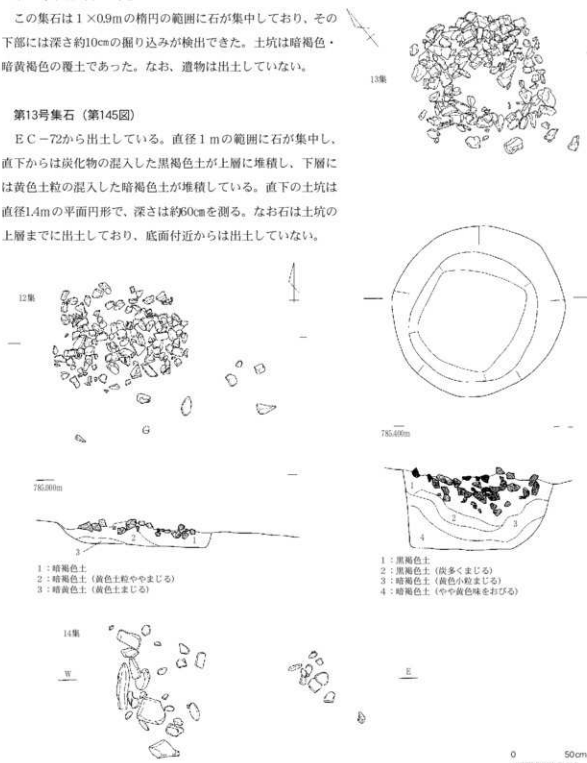 この集石は１×0.9mの楕円の範囲に石が集中しており、その
下部には深さ約10cmの掘り込みが検出できた。土坑は暗褐色・
暗黄褐色の覆土であった。なお、遺物は出土していない。
第13号集石（第145図）
ＥＣ－72から出土している。直径１mの範囲に石が集中し、
直下からは炭化物の混入した黒褐色土が上層に堆積し、下層に
は黄色土粒の混入した暗褐色土が堆積している。直下の土坑は
直径1.4mの平面円形で、深さは約60cmを測る。なお石は土坑の
上層までに出土しており、底面付近からは出土していない。
13集
12集
G
785.000m
2
1
3
1：暗褐色土
2：暗褐色土（黄色土粒ややまじる）
3：暗黄色土（黄色土まじる）
785.400m
1
2
3
4
1：黒褐色土
2：黒褐色土（炭多くまじる）
3：暗褐色土（黄色小粒まじる）
4：暗褐色土（やや黄色味をおびる）
14集
W
E
0 50cm